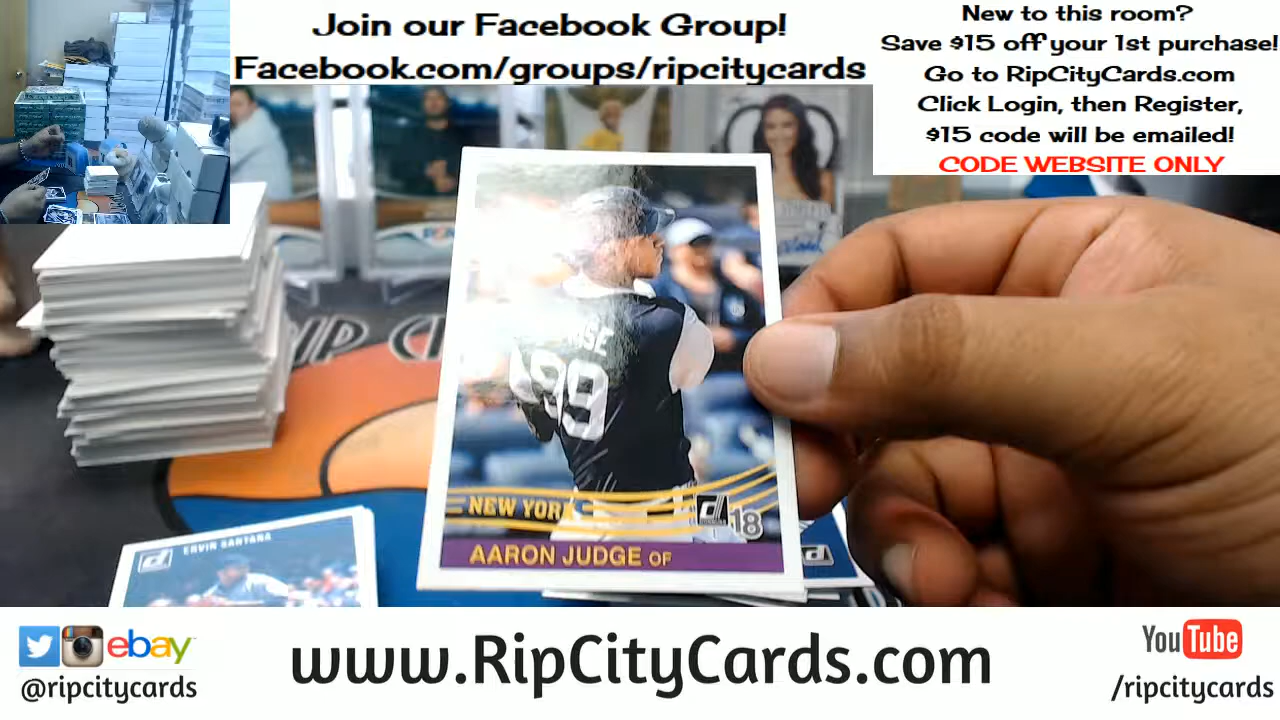 Join our Facebook Group!
Facebook.com/groups/ripcitycards
New to this room?
Save $15 off your 1st purchase!
Go to RipCityCards.com
Click Login, then Register,
$15 code will be emailed!
CODE WEBSITE ONLY
RIP
99
NEW YORK
d
18
AARON JUDGE OF
d
ERVIN SANTANA
d
ebay
@ripcitycards
www.RipCityCards.com
YouTube
/ripcitycards